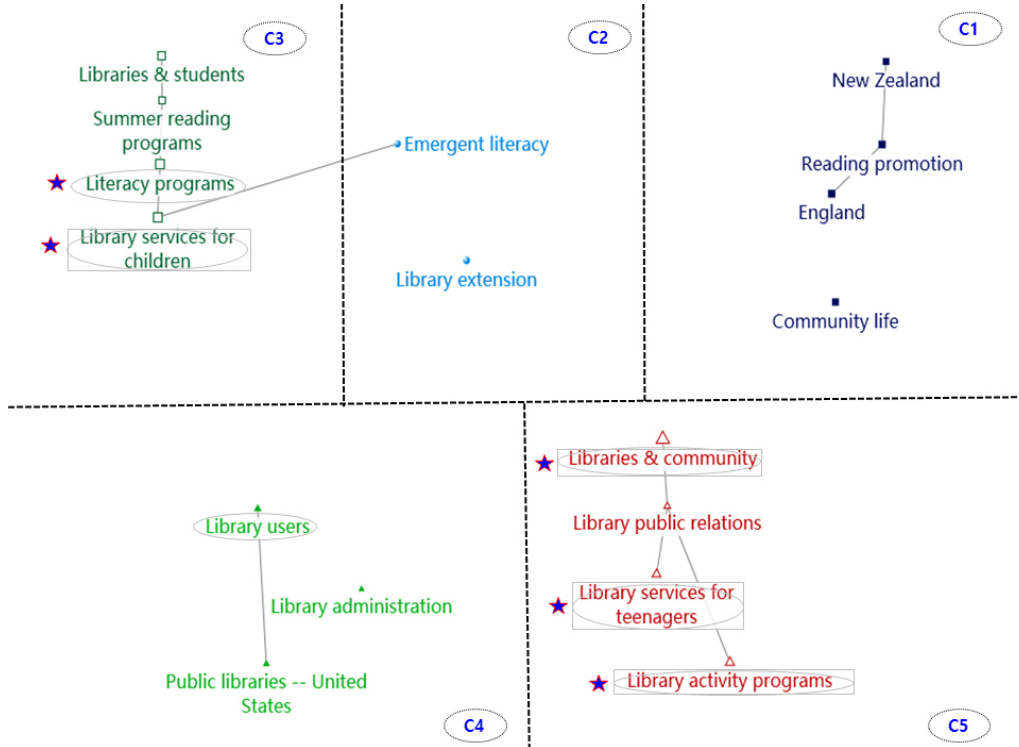 C3
Libraries & students
Summer reading
programs
Literacy programs
Library services for
children
C2
Emergent literacy
Library extension
C1
New Zealand
Reading promotion
England
Community life
Library users
Library administration
Public libraries -- United
States
C4
Libraries & community
Library public relations
Library services for
teenagers
Library activity programs
C5